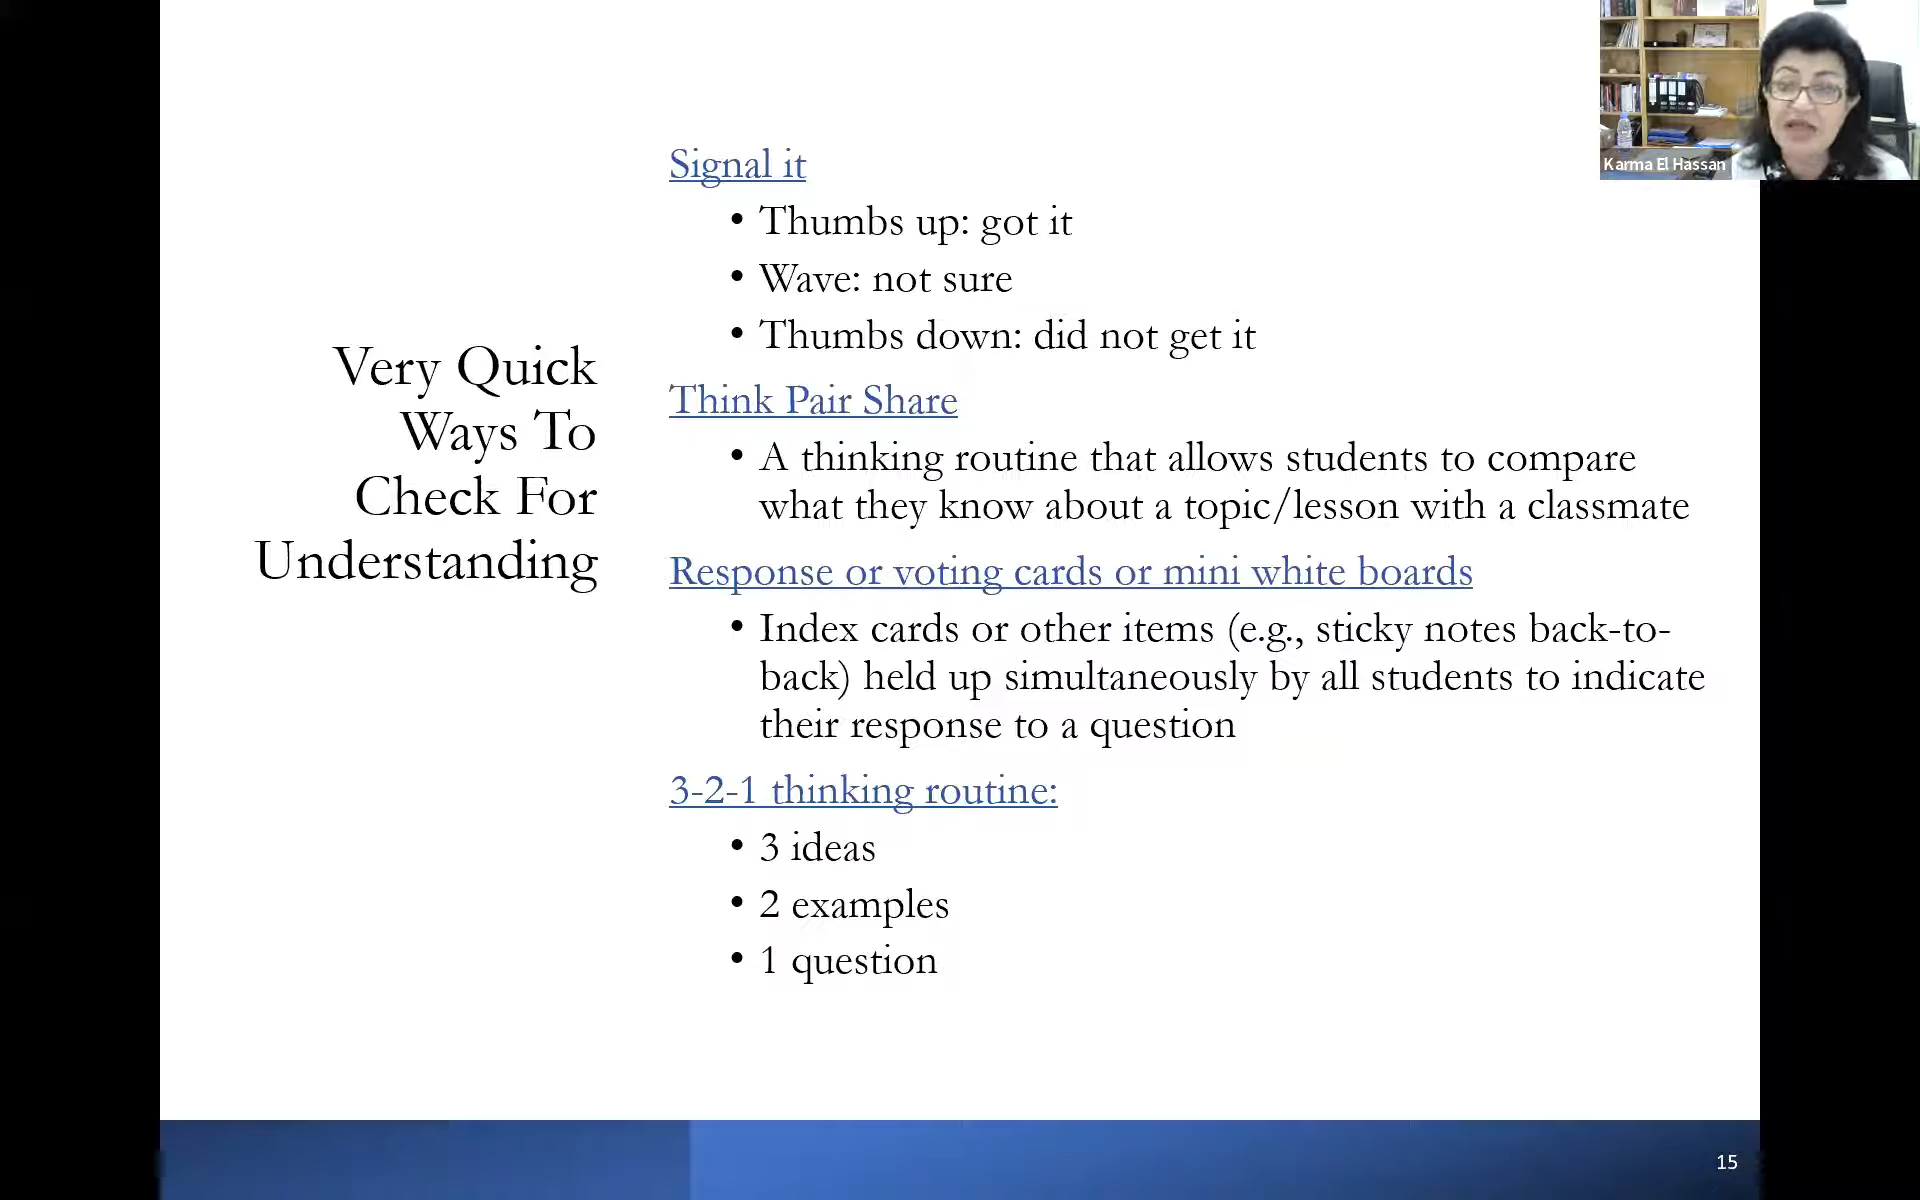 Very Quick
Ways To
Check For
Understanding
Signal it
• Thumbs up: got it
• Wave: not sure
• Thumbs down: did not get it
Think Pair Share
• A thinking routine that allows students to compare
what they know about a topic/lesson with a classmate
Response or voting cards or mini white boards
• Index cards or other items (e.g., sticky notes back-to-
back) held up simultaneously by all students to indicate
their response to a question
3-2-1 thinking routine:
• 3 ideas
• 2 examples
• 1 question
Karma El Hassan
15